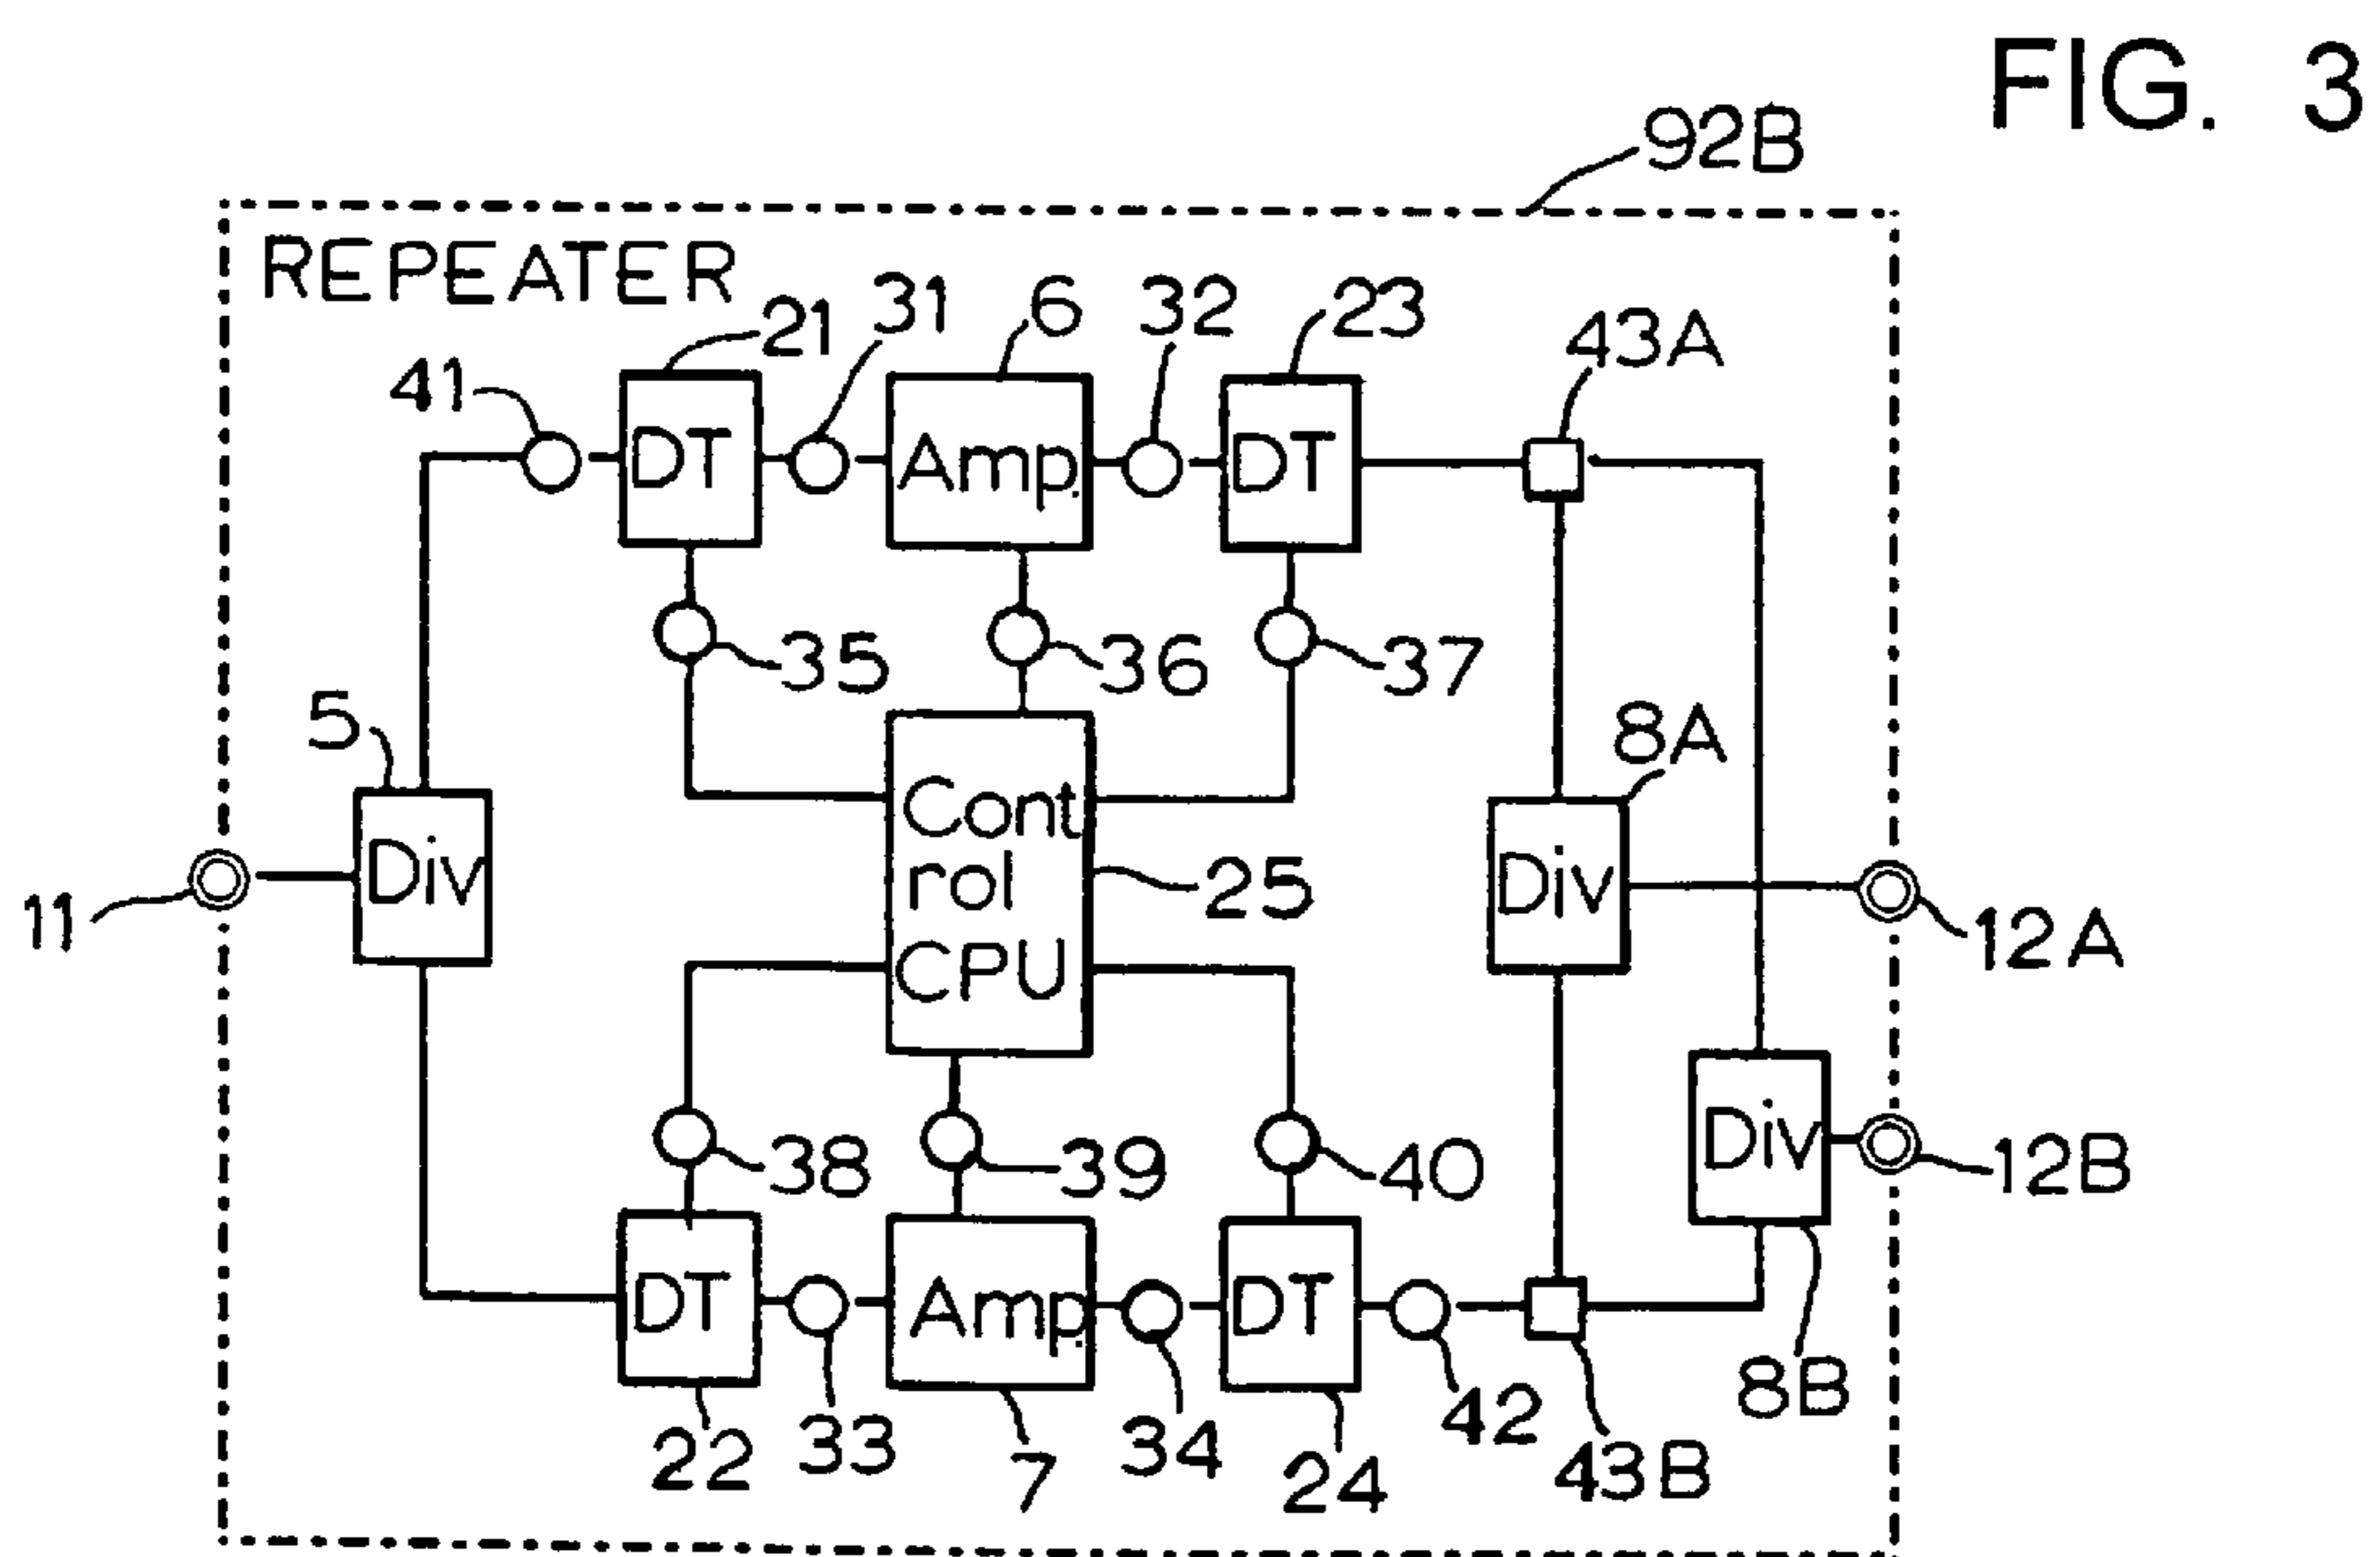 FIG. 3
92B
REPEATER
21
31
6
32
23
43A
41
DT
Amp.
DT
35
36
37
5
8A
Cont
rol
CPU
Div
25
Div
11
12A
Div
38
39
40
12B
DT
Amp.
DT
8B
22
33
7
34
24
42
43B